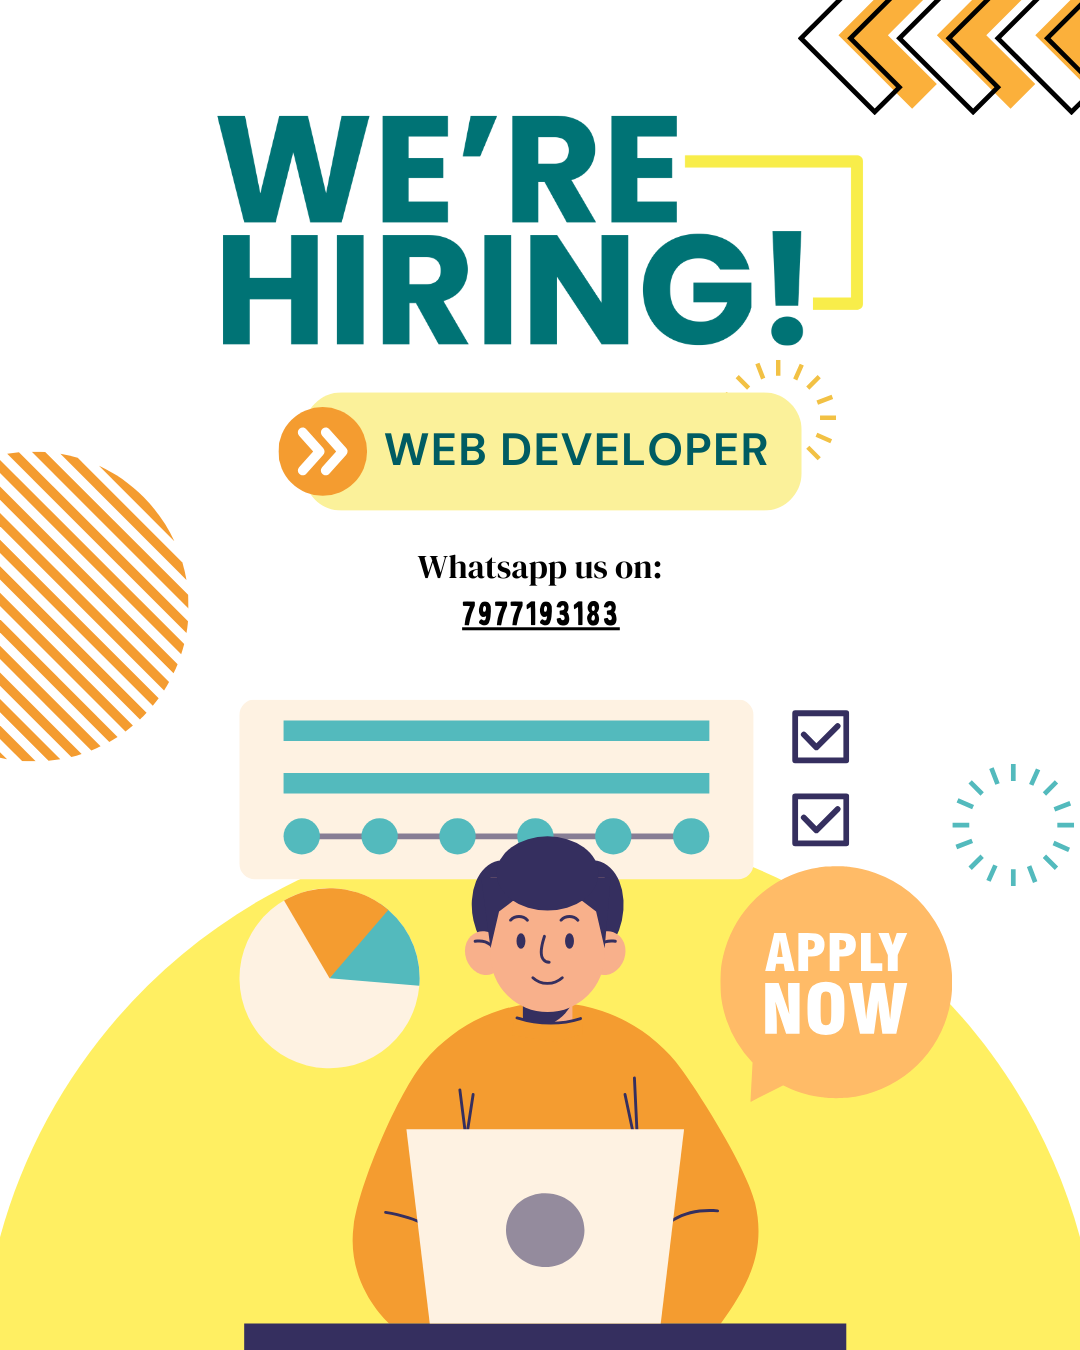 WE’RE
HIRING!
WEB DEVELOPER
Whatsapp us on:
7977193183
APPLY
NOW